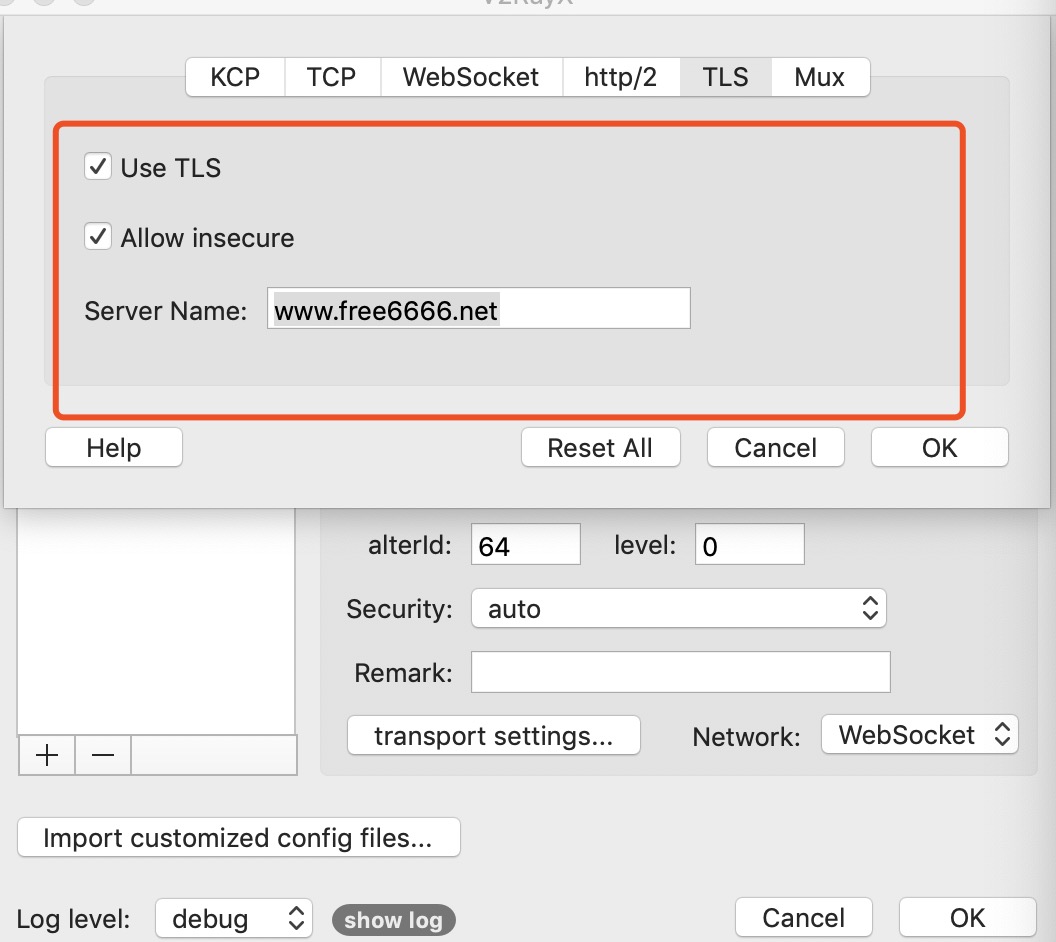 V2RayX
KCP TCP WebSocket http/2 TLS Mux
Use TLS
Allow insecure
Server Name: www.free6666.net
Help Reset All Cancel OK
alterId: 64 level: 0
Security: auto
Remark:
transport settings... Network: WebSocket
Import customized config files...
Log level: debug show log Cancel OK